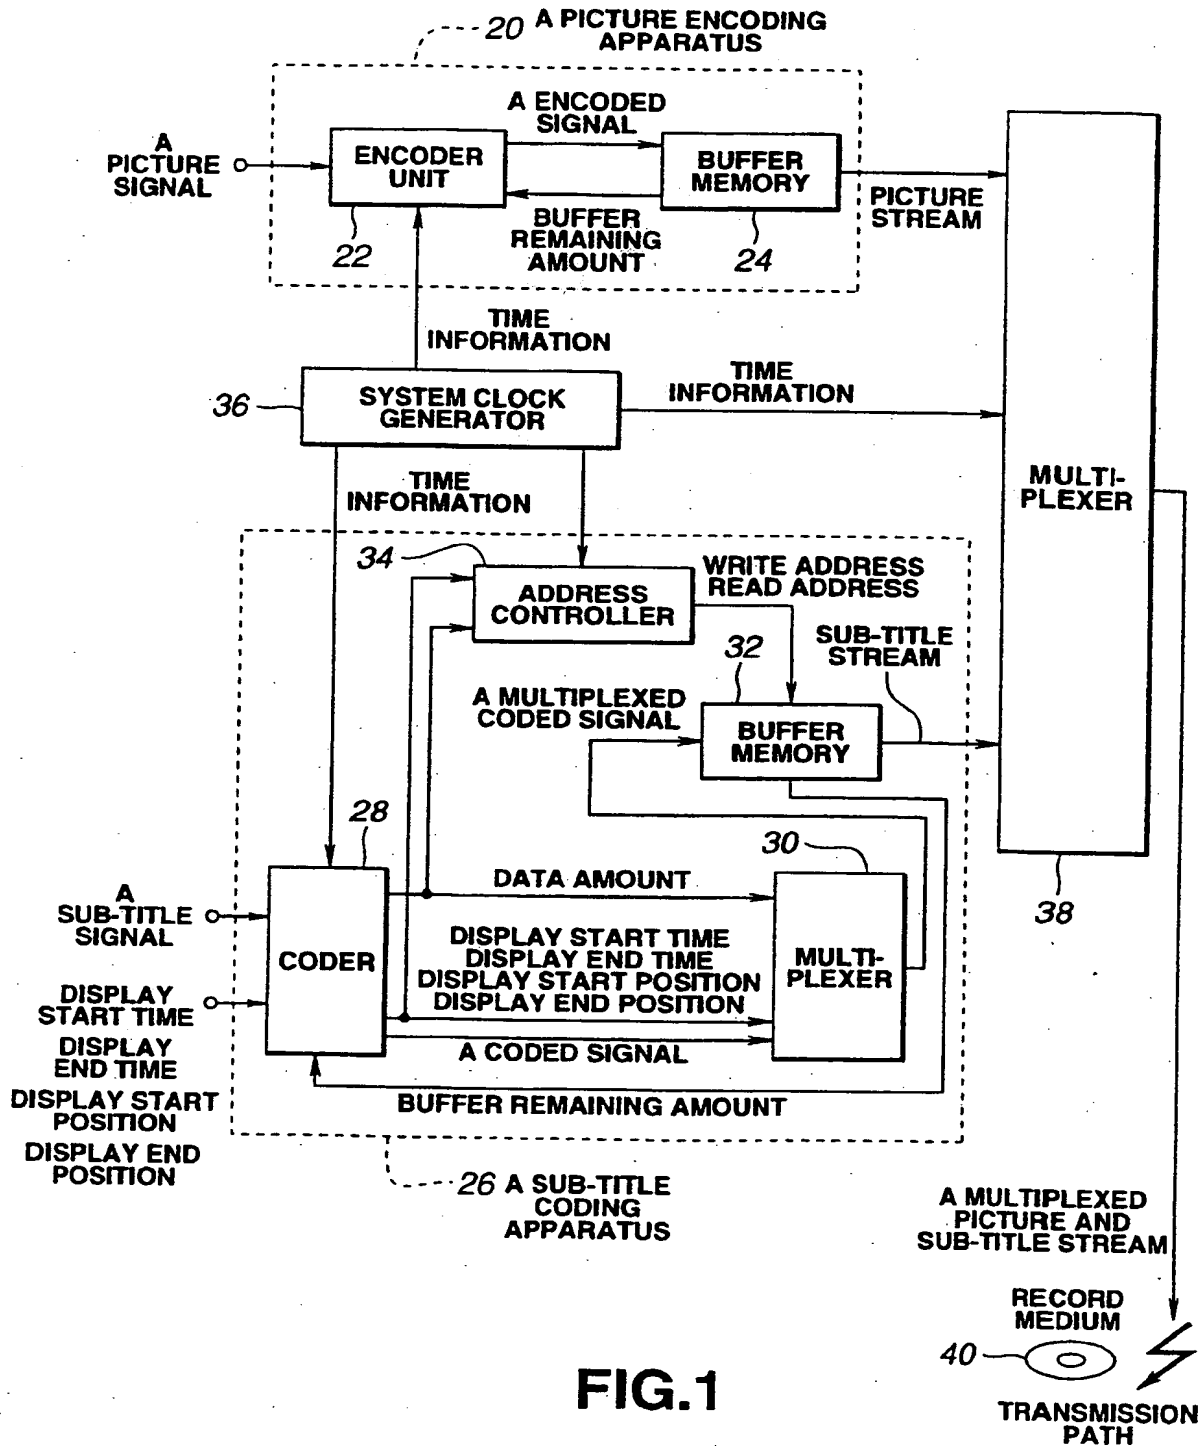 20 A PICTURE ENCODING
APPARATUS
A ENCODED
SIGNAL
A
PICTURE
SIGNAL
ENCODER
UNIT
BUFFER
MEMORY
PICTURE
STREAM
BUFFER
REMAINING
AMOUNT
22
24
TIME
INFORMATION
TIME
INFORMATION
36
SYSTEM CLOCK
GENERATOR
TIME
INFORMATION
MULTI-
PLEXER
34
ADDRESS
CONTROLLER
WRITE ADDRESS
READ ADDRESS
32
SUB-TITLE
STREAM
A MULTIPLEXED
CODED SIGNAL
BUFFER
MEMORY
28
30
38
A
SUB-TITLE
SIGNAL
DATA AMOUNT
CODER
DISPLAY START TIME
DISPLAY END TIME
DISPLAY START POSITION
DISPLAY END POSITION
MULTI-
PLEXER
DISPLAY
START TIME
DISPLAY
END TIME
DISPLAY START
POSITION
DISPLAY END
POSITION
A CODED SIGNAL
BUFFER REMAINING AMOUNT
26 A SUB-TITLE
CODING
APPARATUS
A MULTIPLEXED
PICTURE AND
SUB-TITLE STREAM
RECORD
MEDIUM
40
TRANSMISSION
PATH
FIG.1